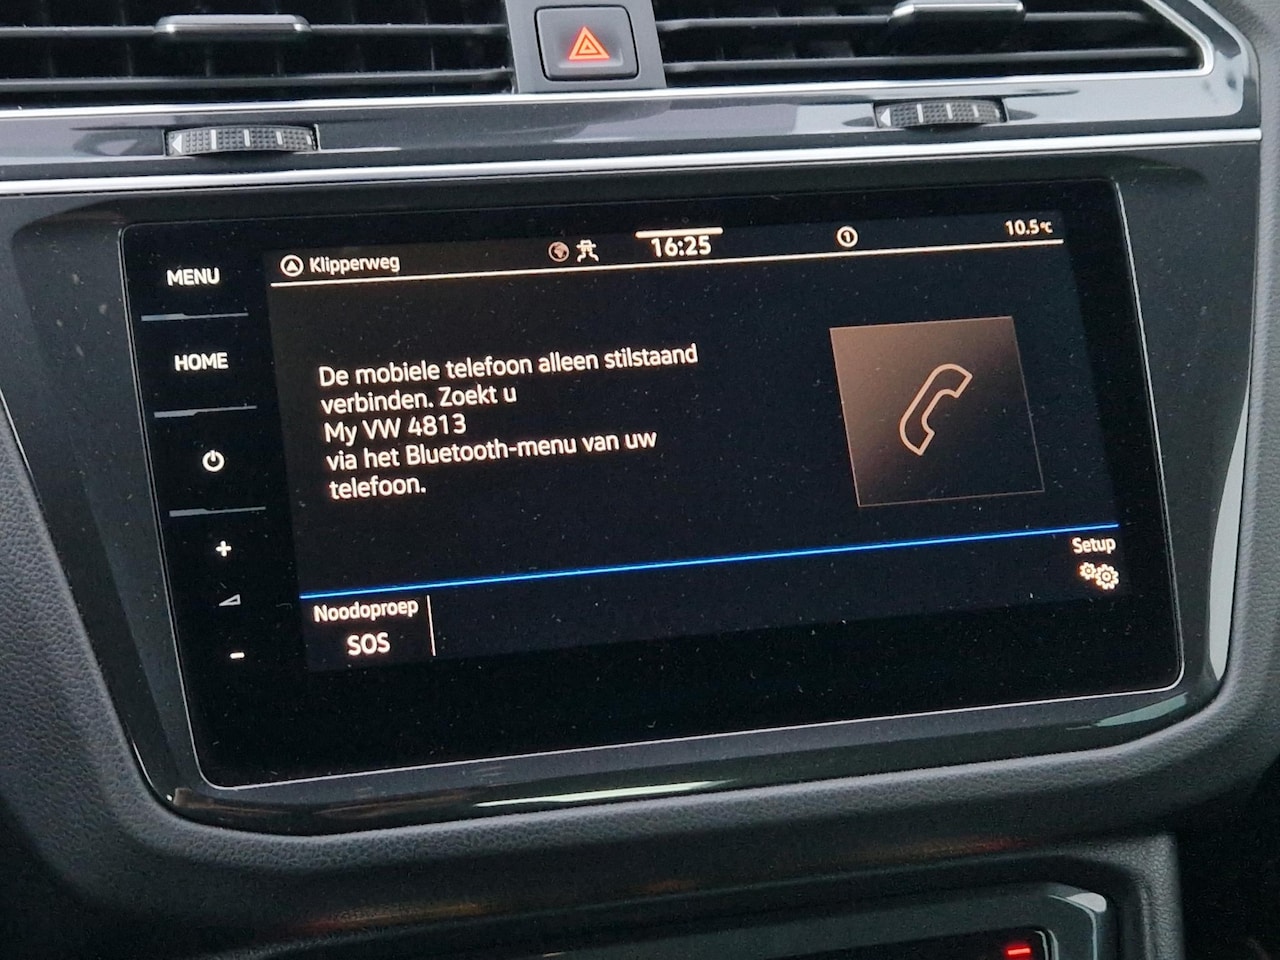 MENU
HOME
Klipperweg
16:25
1
10.5°C
De mobiele telefoon alleen stilstaand
verbinden. Zoekt u
My VW 4813
via het Bluetooth-menu van uw
telefoon.
Setup
Noodoproep
SOS
+
-